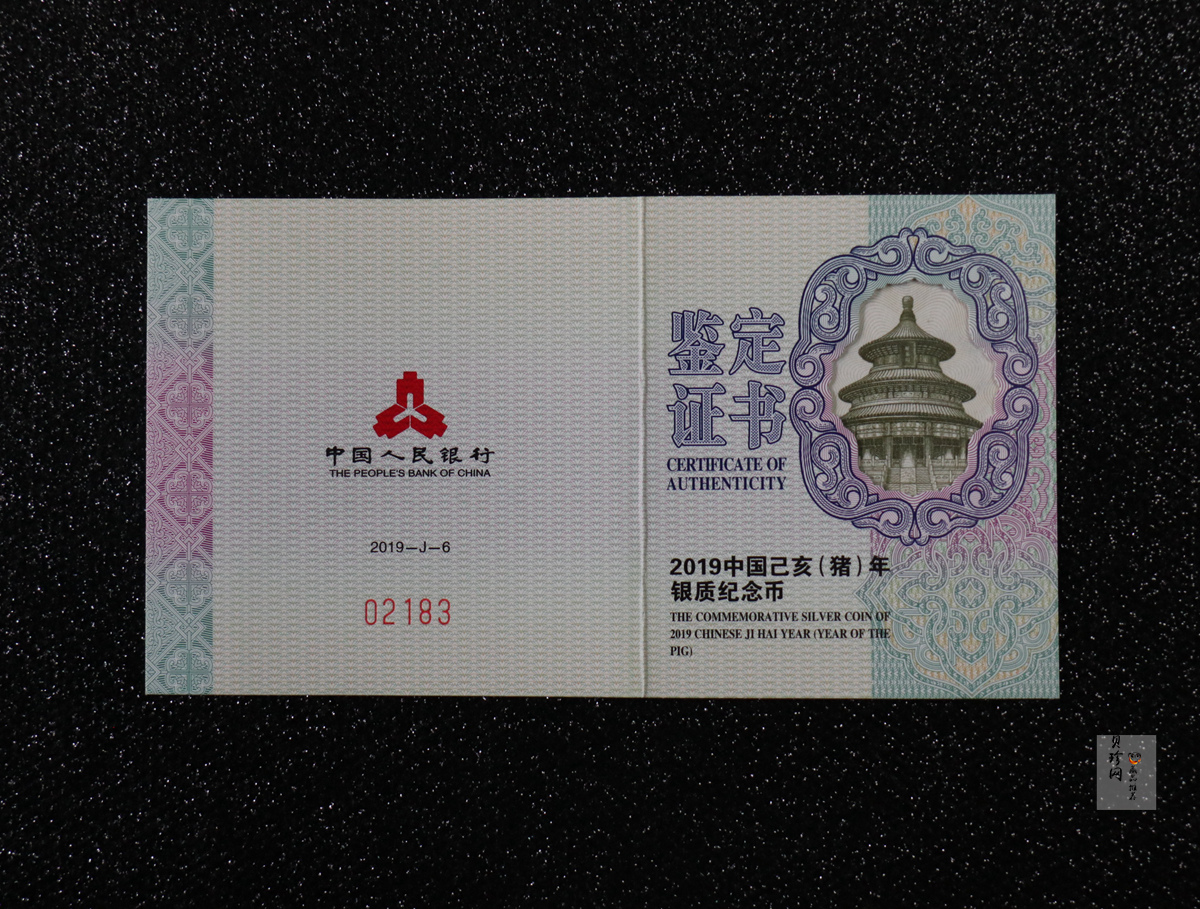 中国人民银行
THE PEOPLE'S BANK OF CHINA
2019-J-6
02183
鉴定
证书
CERTIFICATE OF
AUTHENTICITY
2019中国己亥(猪)年
银质纪念币
THE COMMEMORATIVE SILVER COIN OF
2019 CHINESE JI HAI YEAR (YEAR OF THE
PIG)